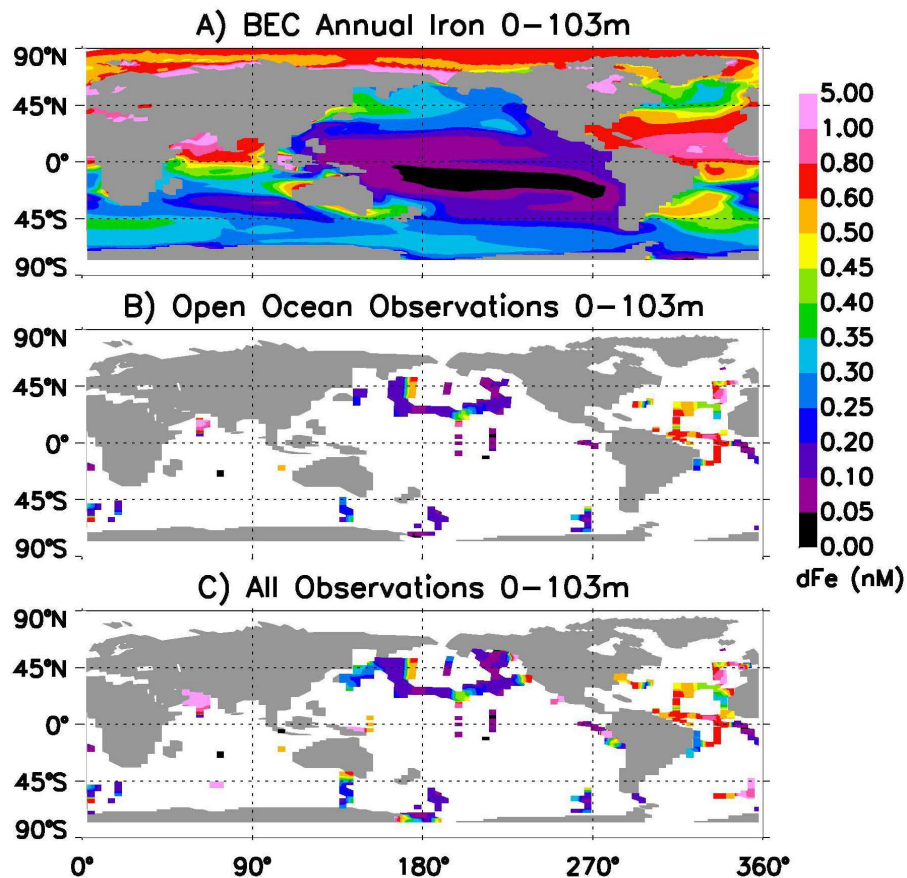 A) BEC Annual Iron 0-103m
90°N
45°N
0°
45°S
90°S
B) Open Ocean Observations 0-103m
90°N
45°N
0°
45°S
90°S
C) All Observations 0-103m
90°N
45°N
0°
45°S
90°S
0° 90° 180° 270° 360°
5.00
1.00
0.80
0.60
0.50
0.45
0.40
0.35
0.30
0.25
0.20
0.10
0.05
0.00
dFe (nM)